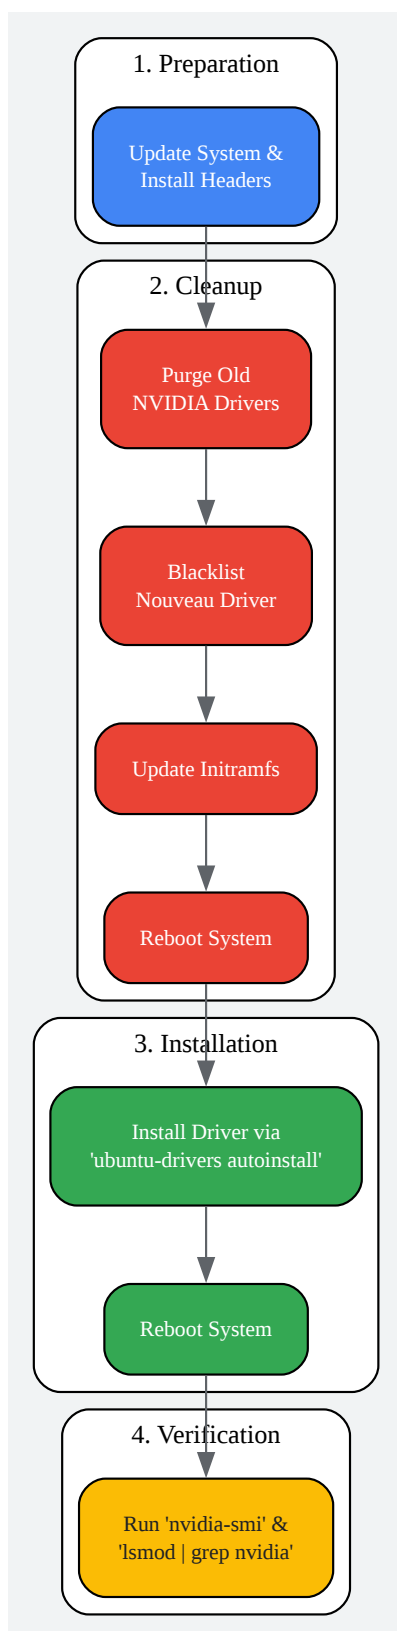 1. Preparation
Update System &
Install Headers
2. Cleanup
Purge Old
NVIDIA Drivers
Blacklist
Nouveau Driver
Update Initramfs
Reboot System
3. Installation
Install Driver via
'ubuntu-drivers autoinstall'
Reboot System
4. Verification
Run 'nvidia-smi' &
'lsmod | grep nvidia'